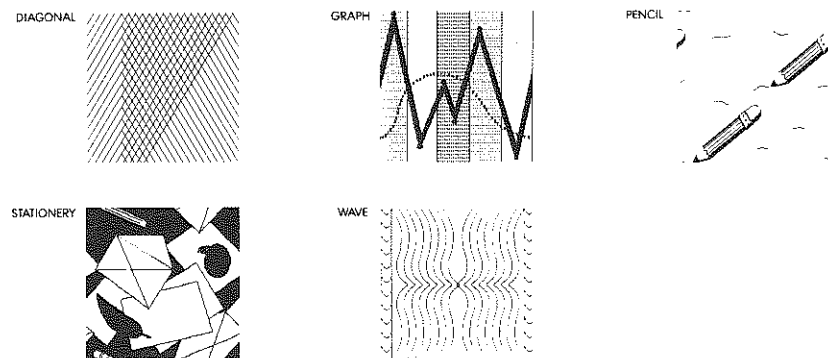 DIAGONAL
GRAPH
PENCIL
STATIONERY
WAVE